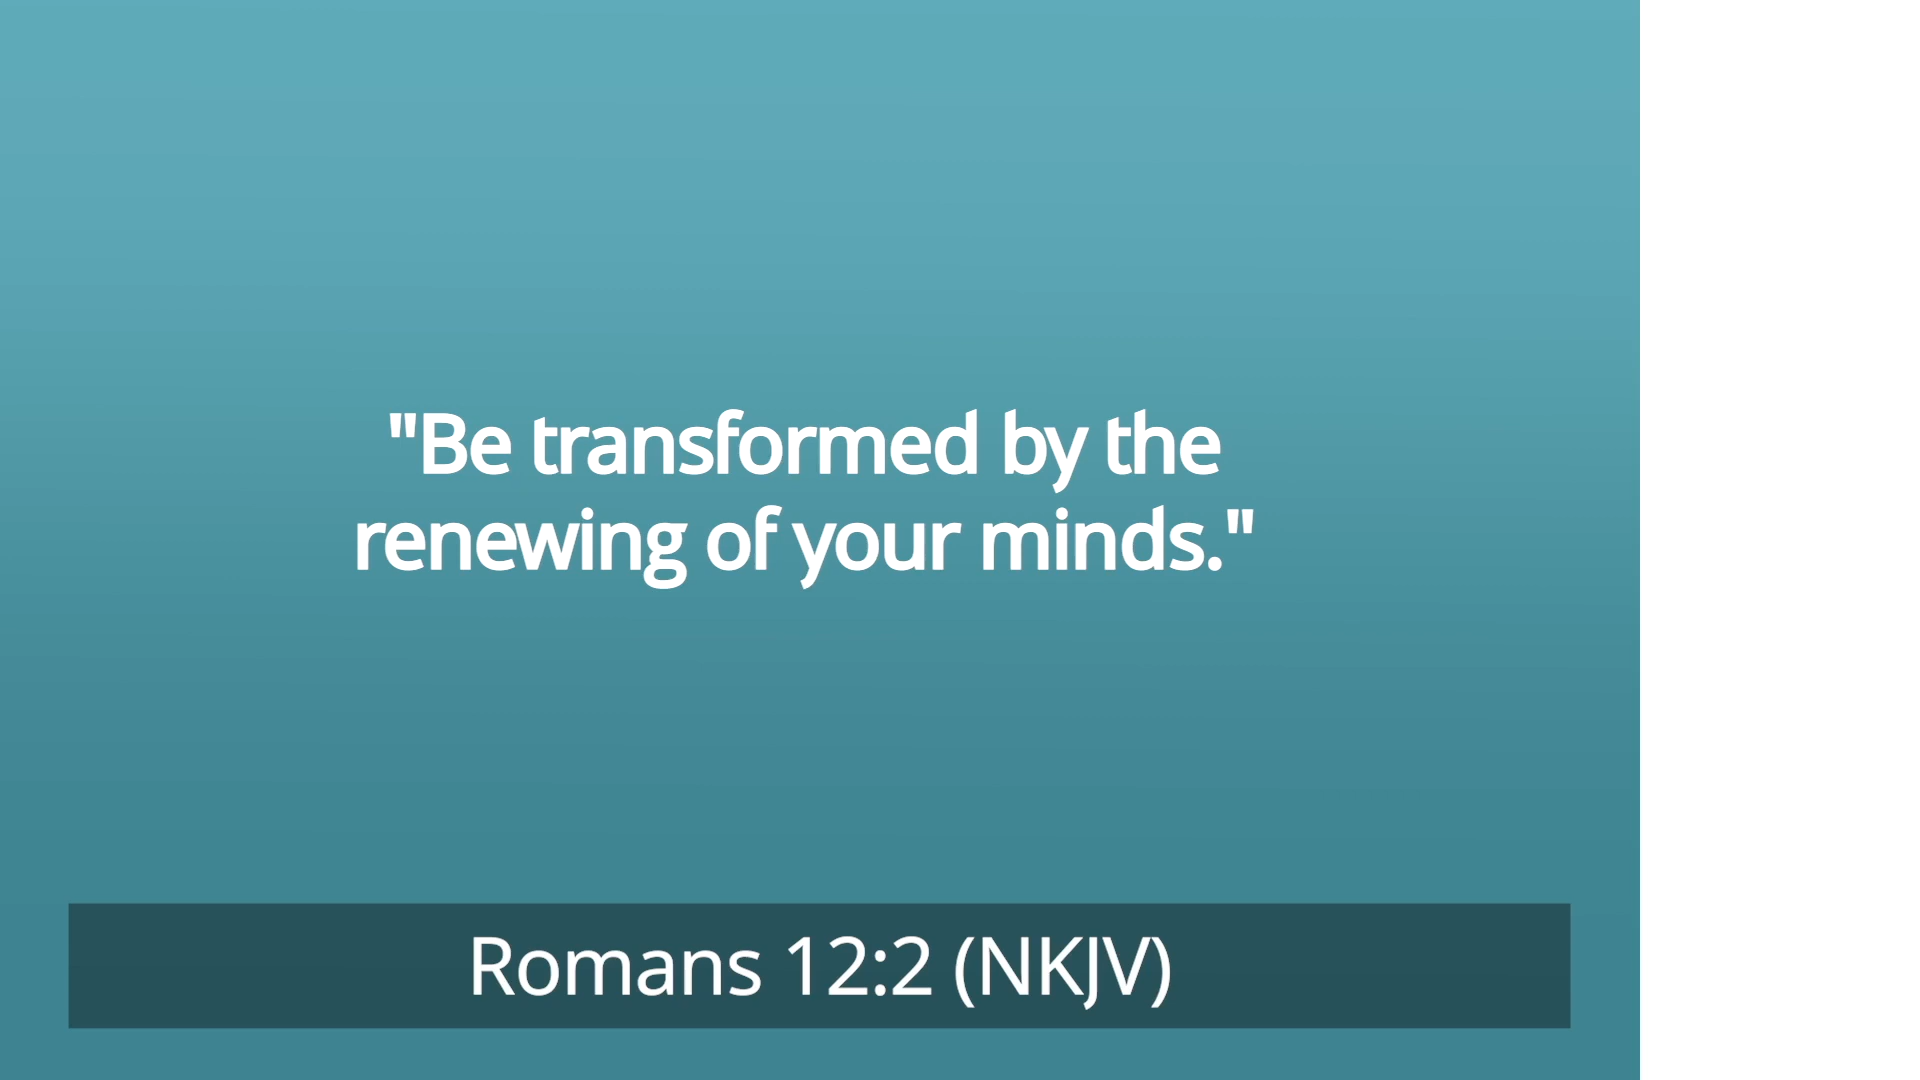 "Be transformed by the
renewing of your minds."
Romans 12:2 (NKJV)